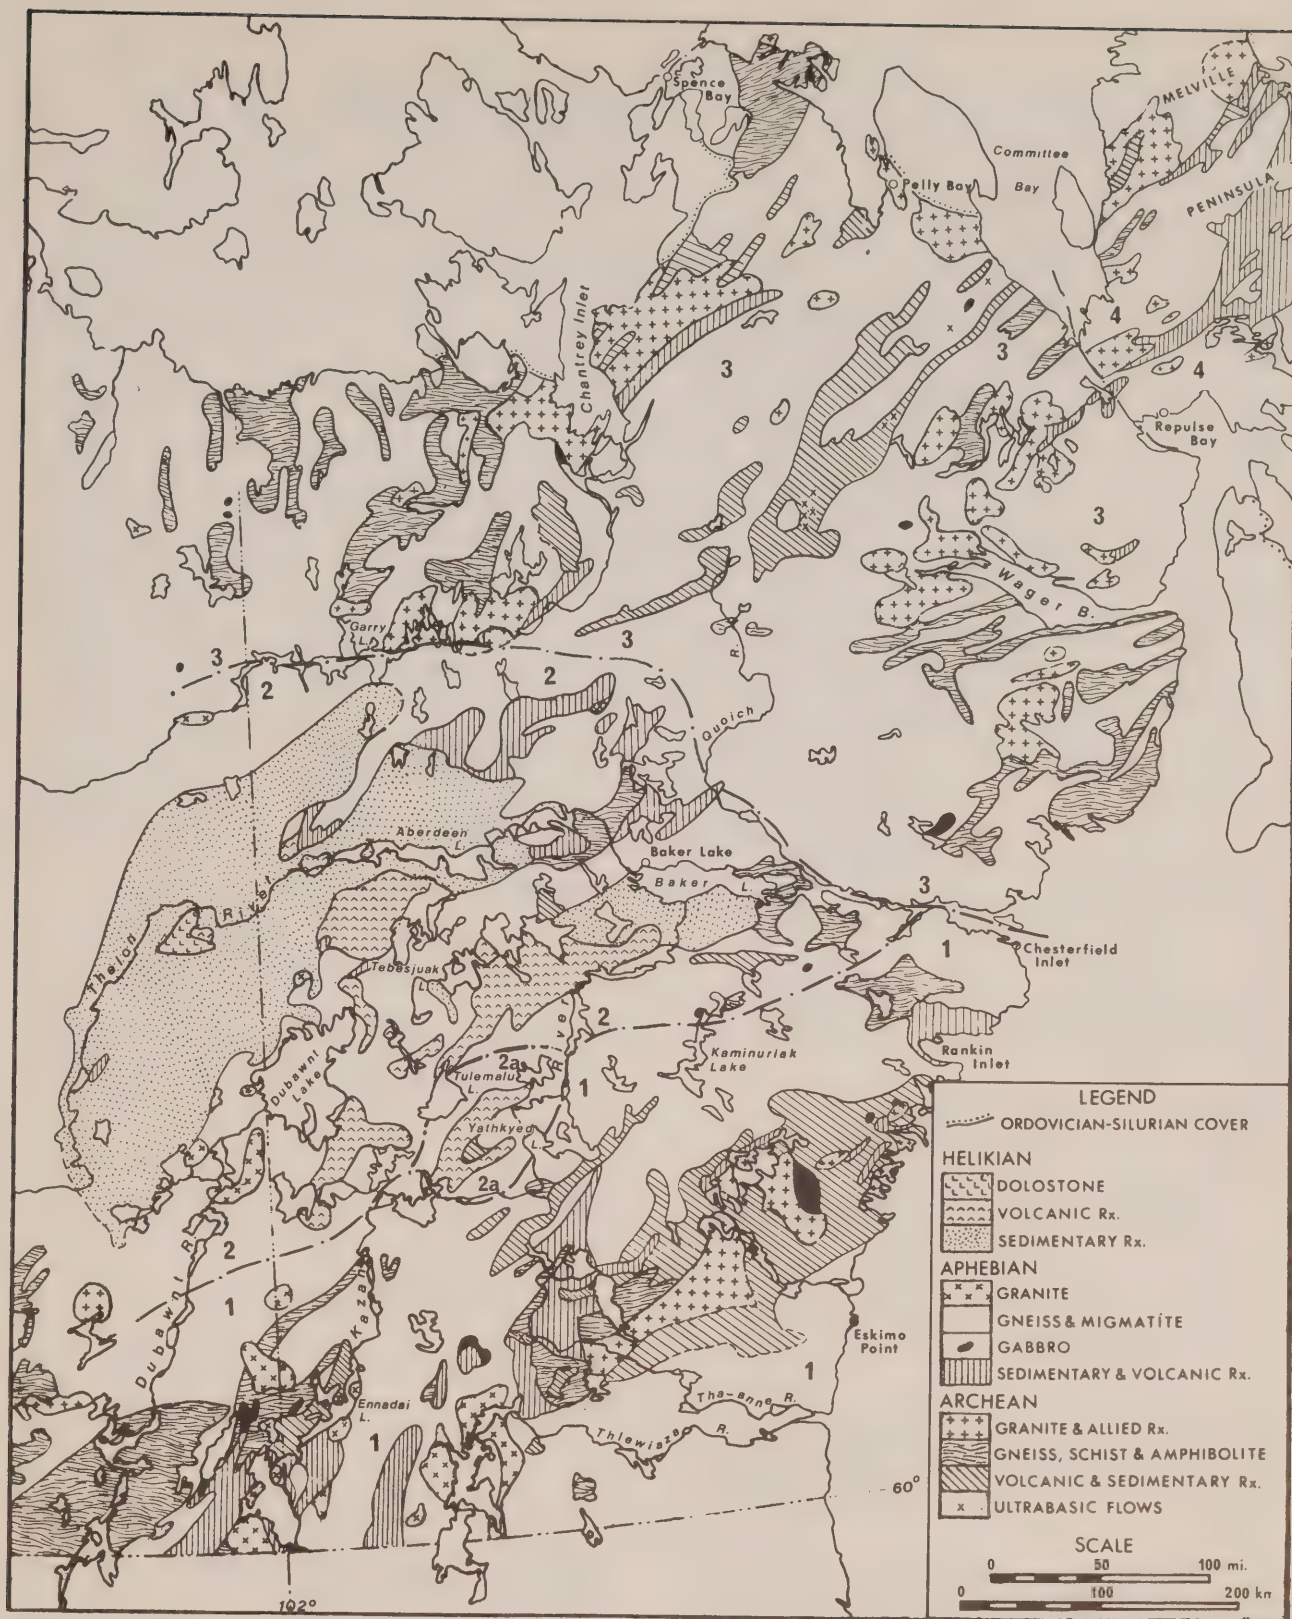 Spence
Bay
MELVILLE
Committee
Bay
Pelly Bay
PENINSULA
Chantrey Inlet
4
3
3
4
Repulse
Bay
3
Wager B.
Garry
L.
3
3
2
2
R.
Quoich
Aberdeen
L.
Baker Lake
Baker L.
3
River
Thelon
1
Chesterfield
Inlet
Tebesjuak
L.
River
2
Kaminuriak
Lake
Rankin
Inlet
2a
Tulemalu
L.
1
Dubawnt
Lake
Yathkyed
L.
2a
2
1
Dubawnt R.
Kazan
Eskimo
Point
1
Ennadai
L.
1
Tha-anne R.
Thlewiaza R.
60°
102°
LEGEND
ORDOVICIAN-SILURIAN COVER
HELIKIAN
DOLOSTONE
VOLCANIC Rx.
SEDIMENTARY Rx.
APHEBIAN
GRANITE
GNEISS & MIGMATITE
GABBRO
SEDIMENTARY & VOLCANIC Rx.
ARCHEAN
GRANITE & ALLIED Rx.
GNEISS, SCHIST & AMPHIBOLITE
VOLCANIC & SEDIMENTARY Rx.
x ULTRABASIC FLOWS
SCALE
0 50 100 mi.
0 100 200 km